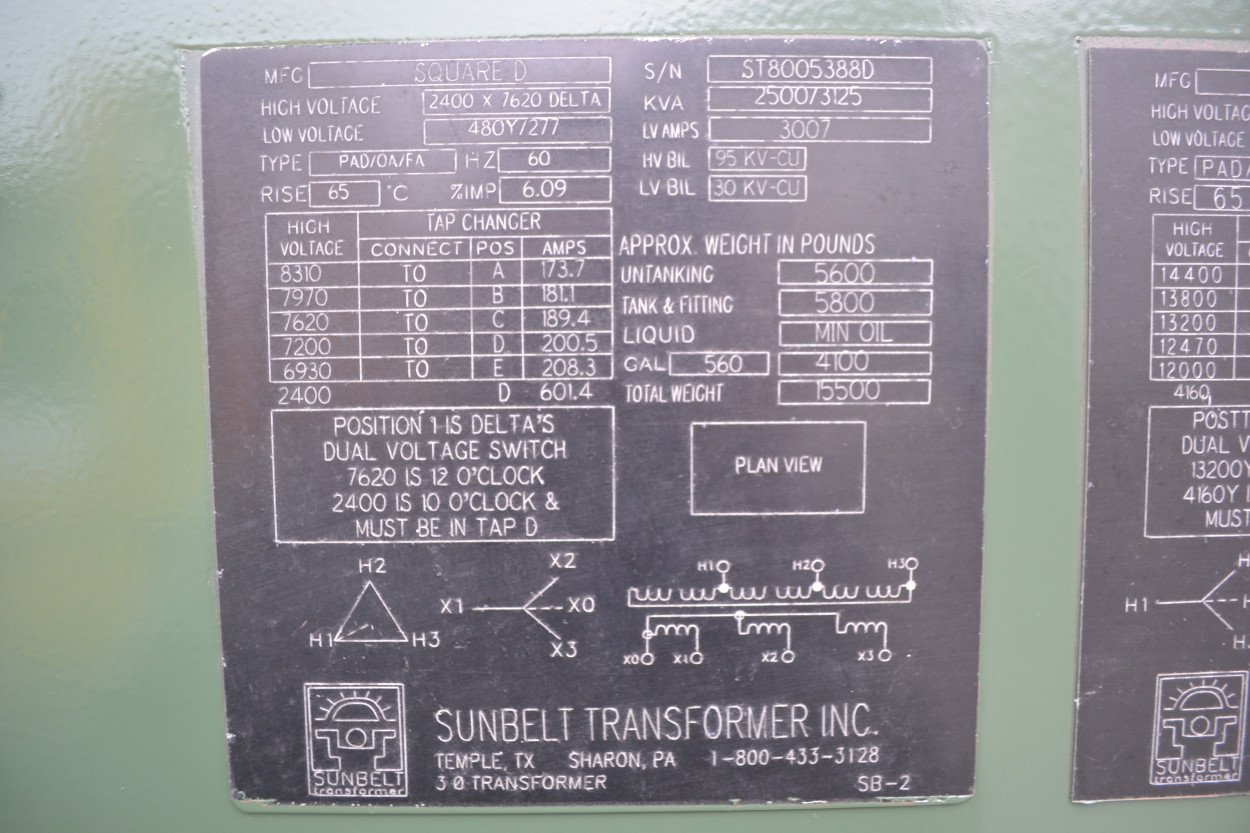 MFG SQUARE D S/N ST8005388D
HIGH VOLTAGE 2400 X 7620 DELTA KVA 2500/3125
LOW VOLTAGE 480Y/277 LV AMPS 3007
TYPE PAD/OA/FA HZ 60 HV BIL 95 KV-CU
RISE 65 °C %IMP 6.09 LV BIL 30 KV-CU
HIGH VOLTAGE TAP CHANGER
CONNECT POS AMPS
8310 TO A 173.7
7970 TO B 181.1
7620 TO C 189.4
7200 TO D 200.5
6930 TO E 208.3
2400 D 601.4
APPROX. WEIGHT IN POUNDS
UNTANKING 5600
TANK & FITTING 5800
LIQUID MIN OIL
GAL 560 4100
TOTAL WEIGHT 15500
POSITION 1 IS DELTA'S
DUAL VOLTAGE SWITCH
7620 IS 12 O'CLOCK
2400 IS 10 O'CLOCK &
MUST BE IN TAP D
PLAN VIEW
H2
H1 H3
X2
X1 X0
X3
H1 H2 H3
X0 X1 X2 X3
SUNBELT
transformer
SUNBELT TRANSFORMER INC.
TEMPLE, TX SHARON, PA 1-800-433-3128
3 Ø TRANSFORMER SB-2
MFG
HIGH VOLTAGE
LOW VOLTAGE
TYPE PAD/
RISE 65
HIGH
VOLTAGE
14400
13800
13200
12470
12000
4160
DUAL V
13200Y
4160Y
MUST
H1
SUNBELT
transformer